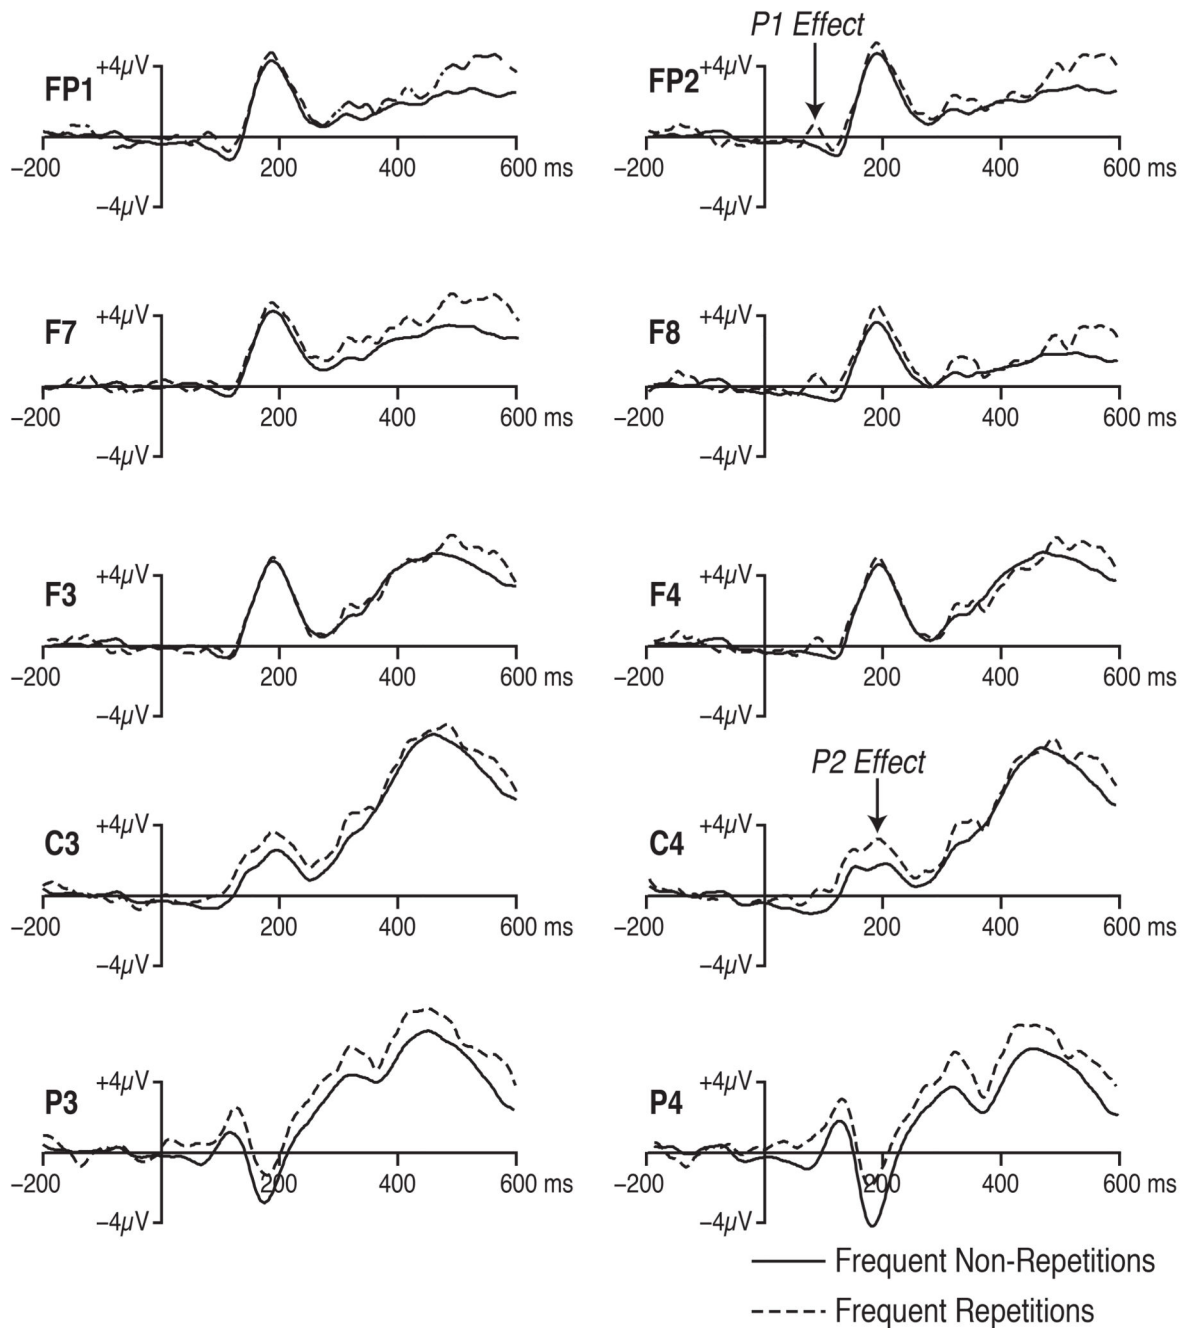 P1 Effect
+4µV
FP1
-200 200 400 600 ms
−4µV
+4µV
FP2
−200 200 400 600 ms
−4µV
+4µV
F7
−200 200 400 600 ms
−4µV
+4µV
F8
−200 200 400 600 ms
−4µV
+4µV
F3
−200 200 400 600 ms
−4µV
+4µV
F4
−200 200 400 600 ms
−4µV
P2 Effect
+4µV
C3
−200 200 400 600 ms
−4µV
+4µV
C4
−200 200 400 600 ms
−4µV
+4µV
P3
−200 200 400 600 ms
−4µV
+4µV
P4
−200 200 400 600 ms
−4µV
Frequent Non-Repetitions
Frequent Repetitions